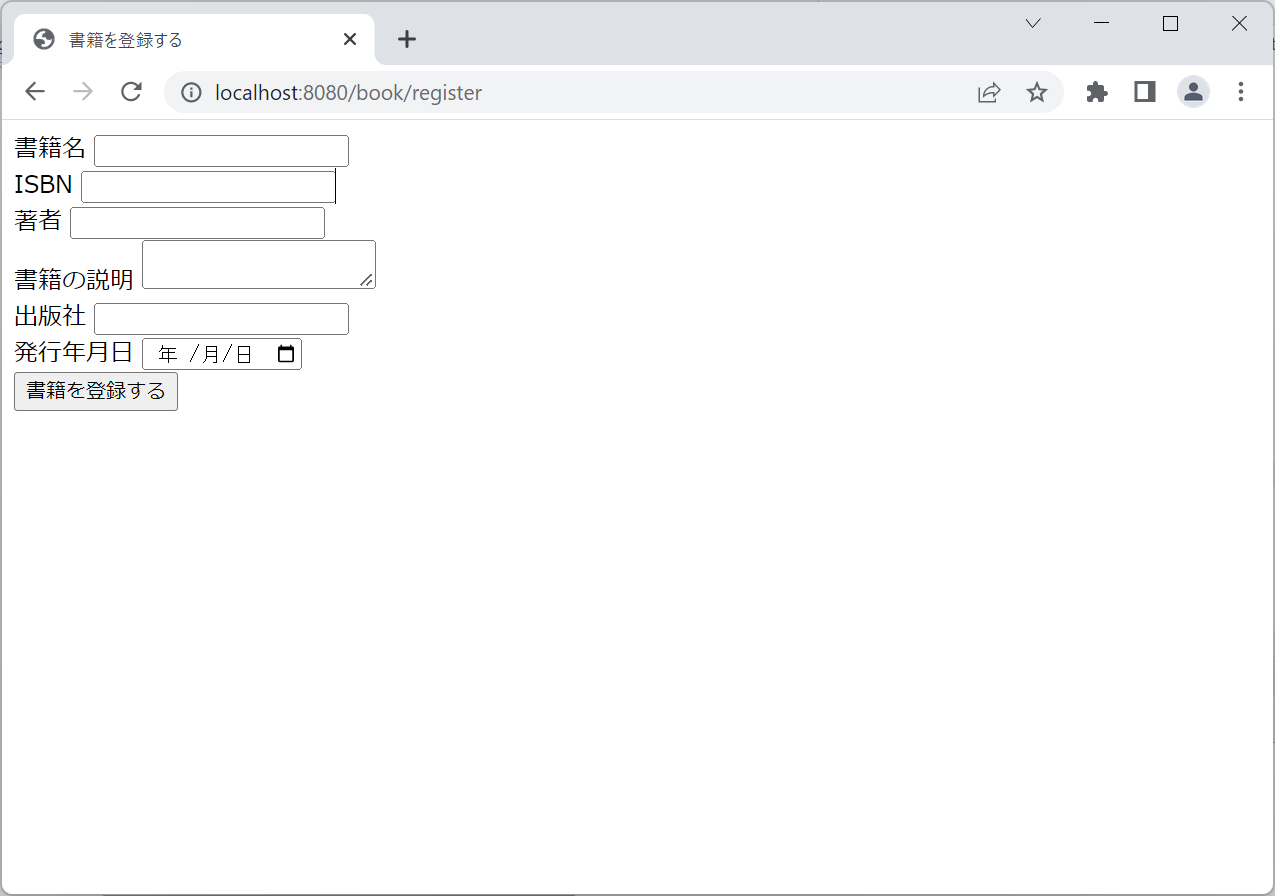 書籍を登録する
localhost:8080/book/register
書籍名
ISBN
著者
書籍の説明
出版社
発行年月日 年 /月/日
書籍を登録する